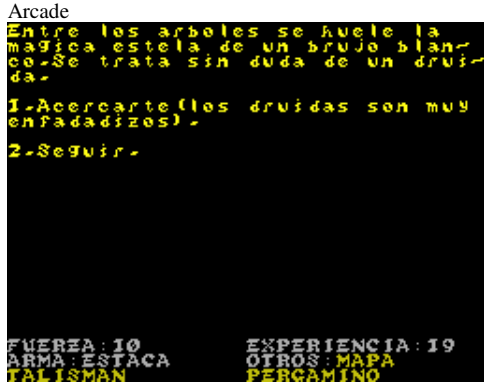 Arcade
Entre los arboles se huele la
magica estela de un brujo blan-
co.Se trata sin duda de un drui-
da.
1.Acercarte(los druidas son muy
enfadadizos).
2.Seguir.
FUERZA:10 EXPERIENCIA:19
ARMA:ESTACA OTROS:MAPA
TALISMAN PERGAMINO